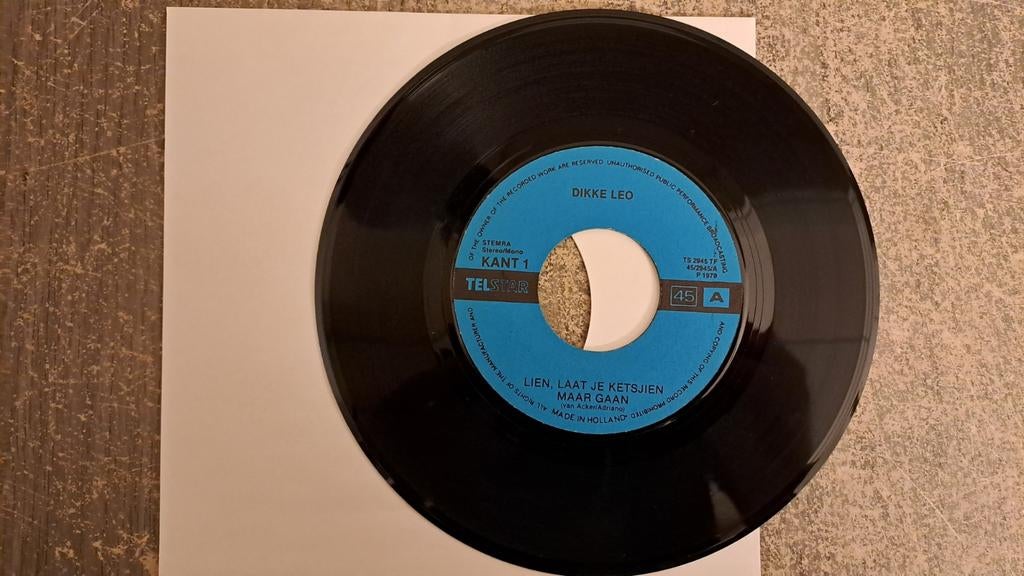 DIKKE LEO
STEMRA
Stereo/Mono
KANT 1
TS 2945 TF
45/2945/A
P 1978
TELSTAR
45 A
LIEN, LAAT JE KETSJIEN
MAAR GAAN
(van Acker/Adriano)
MADE IN HOLLAND
ALL RIGHTS OF THE MANUFACTURER AND OF THE OWNER OF THE RECORDED WORK ARE RESERVED. UNAUTHORISED PUBLIC PERFORMANCE BROADCASTING AND COPYING OF THIS RECORD PROHIBITED